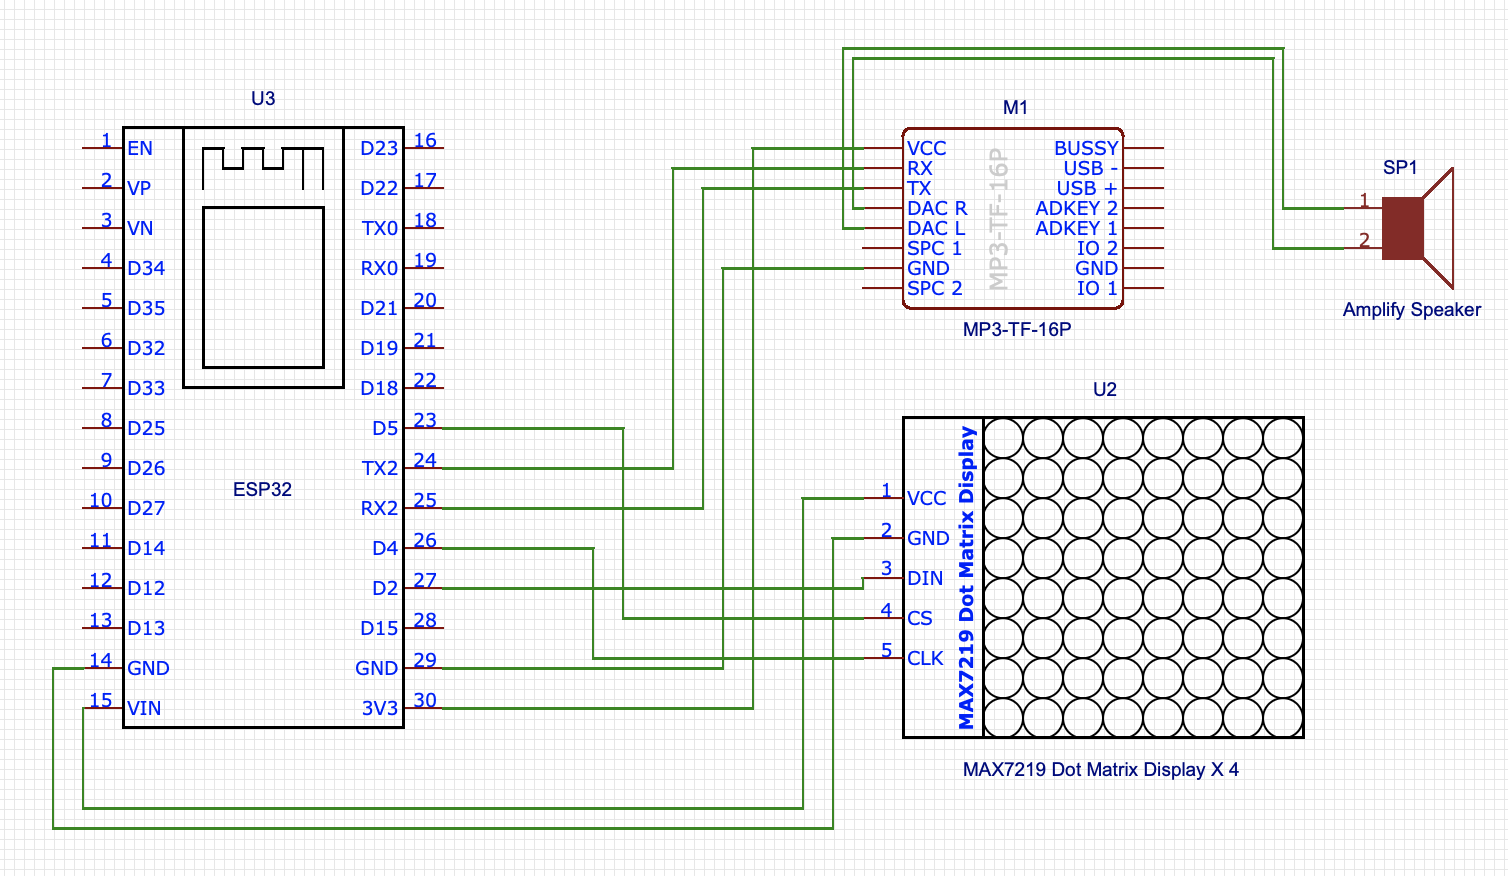 U3
1 EN
2 VP
3 VN
4 D34
5 D35
6 D32
7 D33
8 D25
9 D26
10 D27
11 D14
12 D12
13 D13
14 GND
15 VIN
D23 16
D22 17
TX0 18
RX0 19
D21 20
D19 21
D18 22
D5 23
TX2 24
RX2 25
D4 26
D2 27
D15 28
GND 29
3V3 30
ESP32
M1
VCC
RX
TX
DAC R
DAC L
SPC 1
GND
SPC 2
MP3-TF-16P
BUSSY
USB -
USB +
ADKEY 2
ADKEY 1
IO 2
GND
IO 1
MP3-TF-16P
SP1
1
2
Amplify Speaker
U2
1 VCC
2 GND
3 DIN
4 CS
5 CLK
MAX7219 Dot Matrix Display
MAX7219 Dot Matrix Display X 4